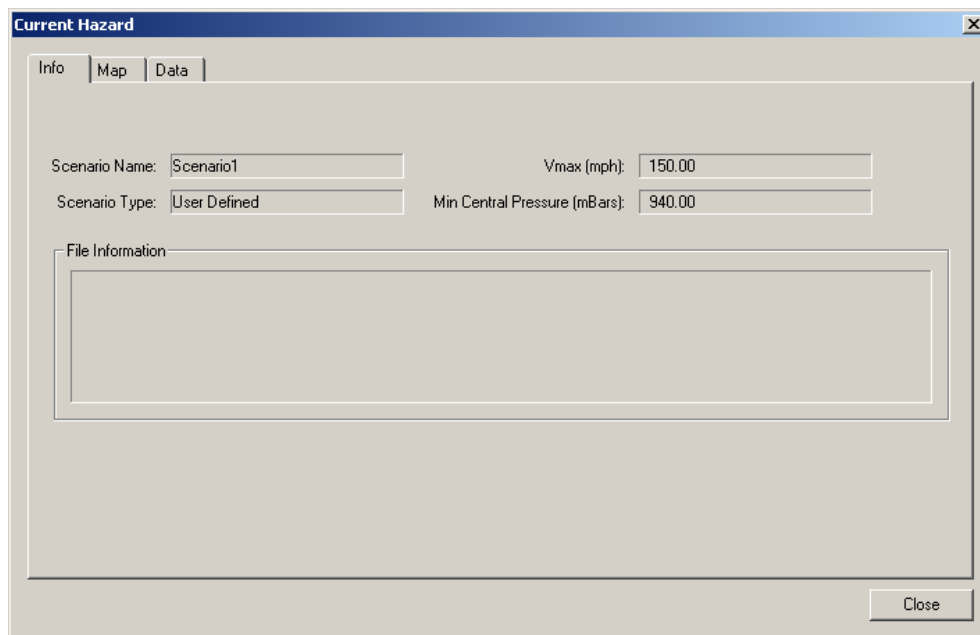 Current Hazard
Info Map Data
Scenario Name: Scenario1 Vmax (mph): 150.00
Scenario Type: User Defined Min Central Pressure (mBars): 940.00
File Information
Close